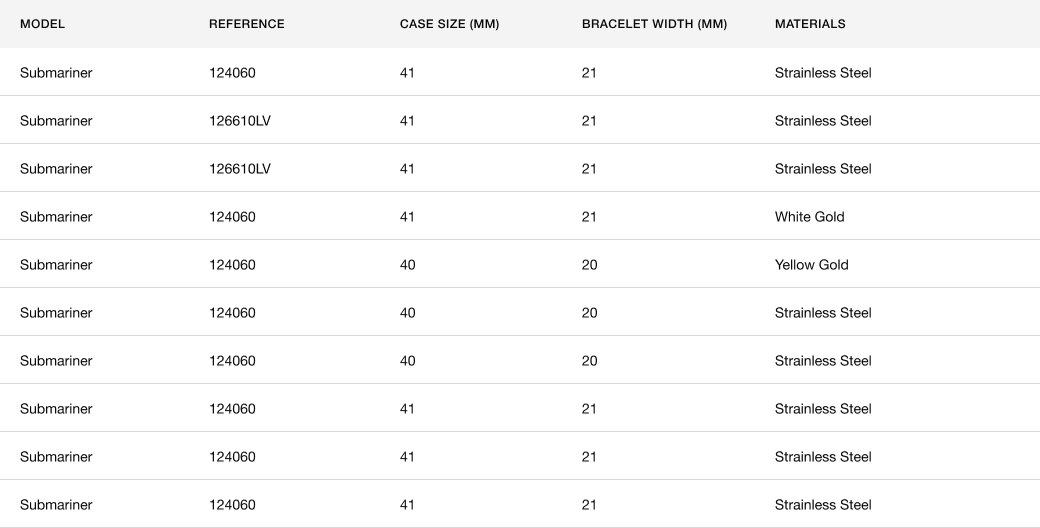 MODEL REFERENCE CASE SIZE (MM) BRACELET WIDTH (MM) MATERIALS
Submariner 124060 41 21 Strainless Steel
Submariner 126610LV 41 21 Strainless Steel
Submariner 126610LV 41 21 Strainless Steel
Submariner 124060 41 21 White Gold
Submariner 124060 40 20 Yellow Gold
Submariner 124060 40 20 Strainless Steel
Submariner 124060 40 20 Strainless Steel
Submariner 124060 41 21 Strainless Steel
Submariner 124060 41 21 Strainless Steel
Submariner 124060 41 21 Strainless Steel